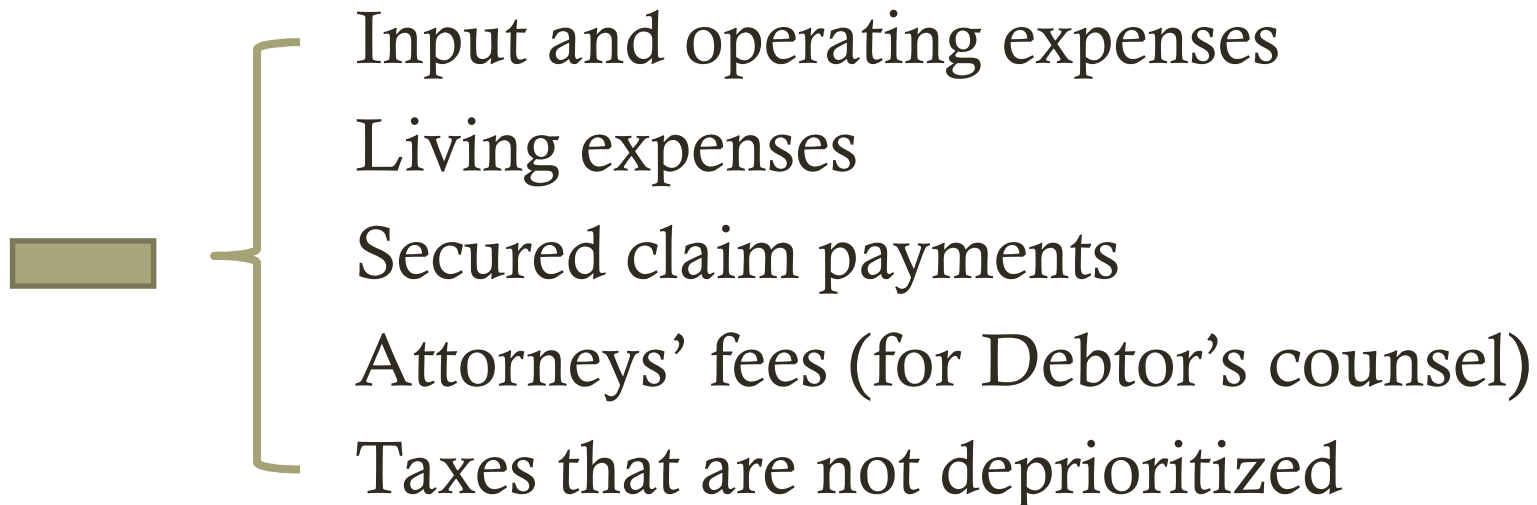 Input and operating expenses
Living expenses
Secured claim payments
Attorneys’ fees (for Debtor’s counsel)
Taxes that are not deprioritized